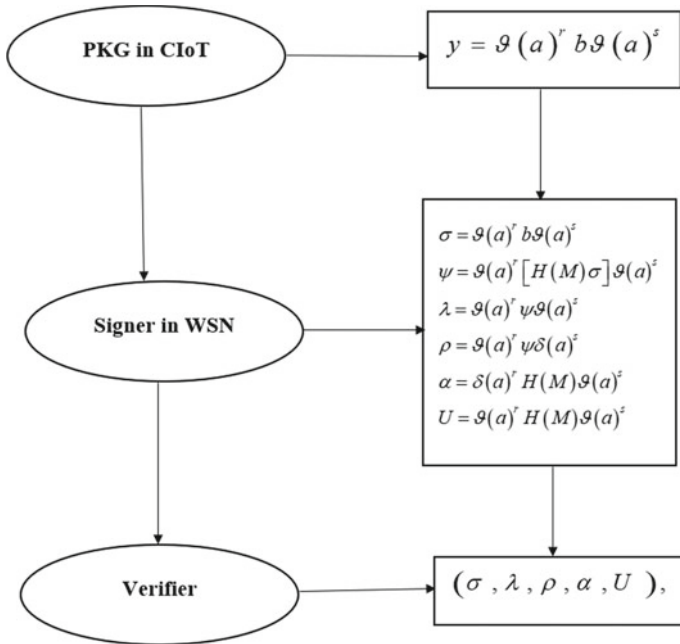 PKG in CIoT
y = ϑ(a)^r bϑ(a)^s
σ = ϑ(a)^r bϑ(a)^s
ψ = ϑ(a)^r [H(M)σ]ϑ(a)^s
λ = ϑ(a)^r ψϑ(a)^s
ρ = ϑ(a)^r ψδ(a)^s
α = δ(a)^r H(M)ϑ(a)^s
U = ϑ(a)^r H(M)ϑ(a)^s
Signer in WSN
Verifier
(σ , λ , ρ , α , U ),